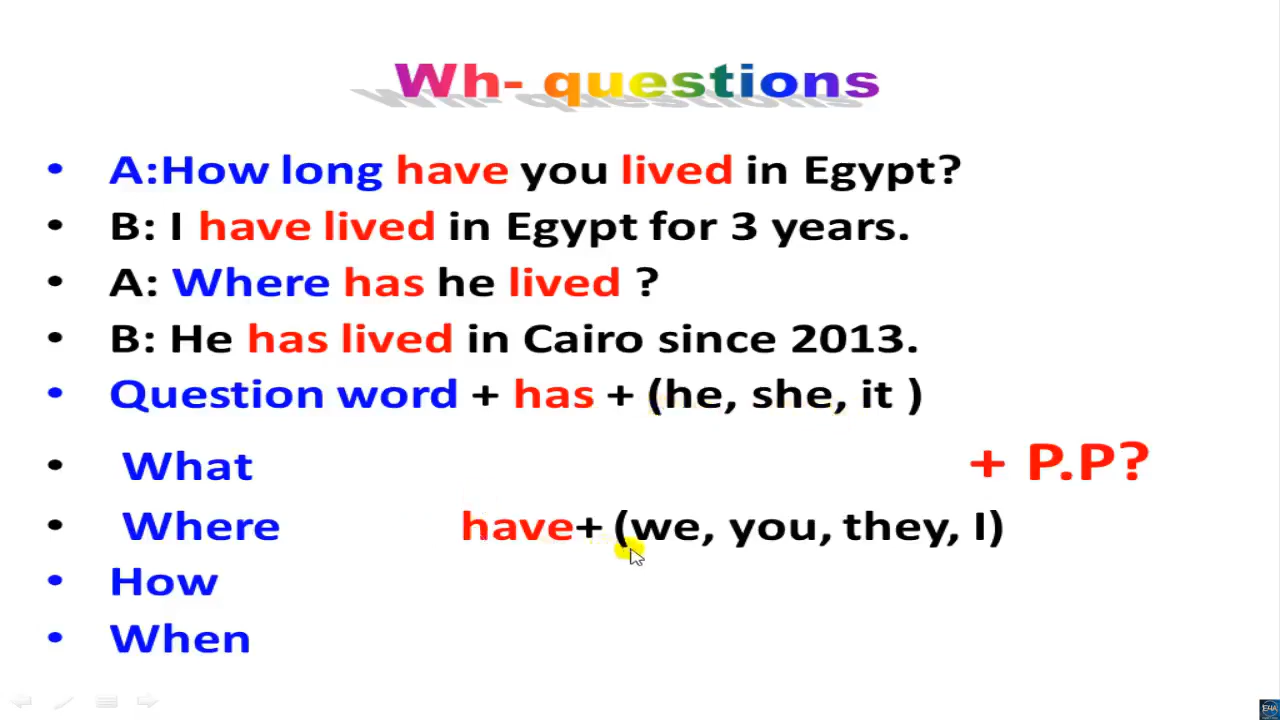 Wh- questions
• A:How long have you lived in Egypt?
• B: I have lived in Egypt for 3 years.
• A: Where has he lived ?
• B: He has lived in Cairo since 2013.
• Question word + has + (he, she, it )
• What + P.P?
• Where have+ (we, you, they, I)
• How
• When